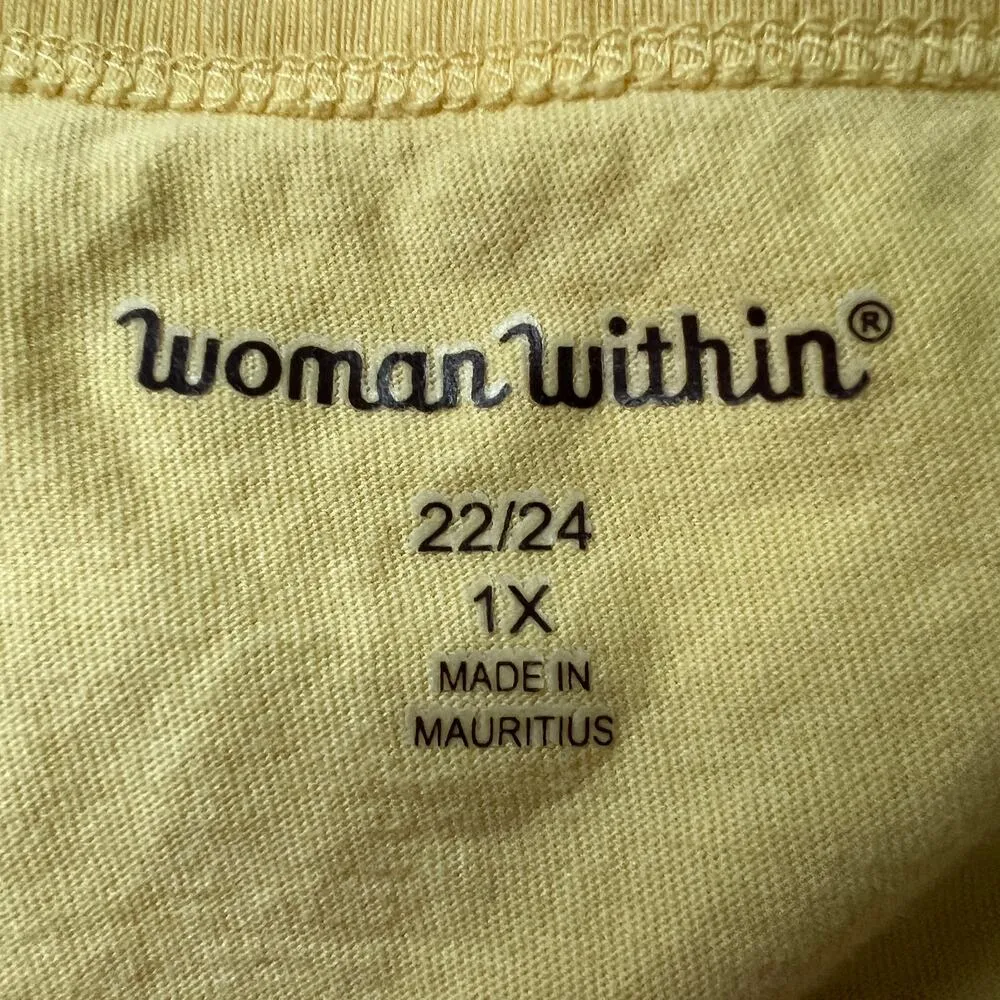 woman within®
22/24
1X
MADE IN
MAURITIUS